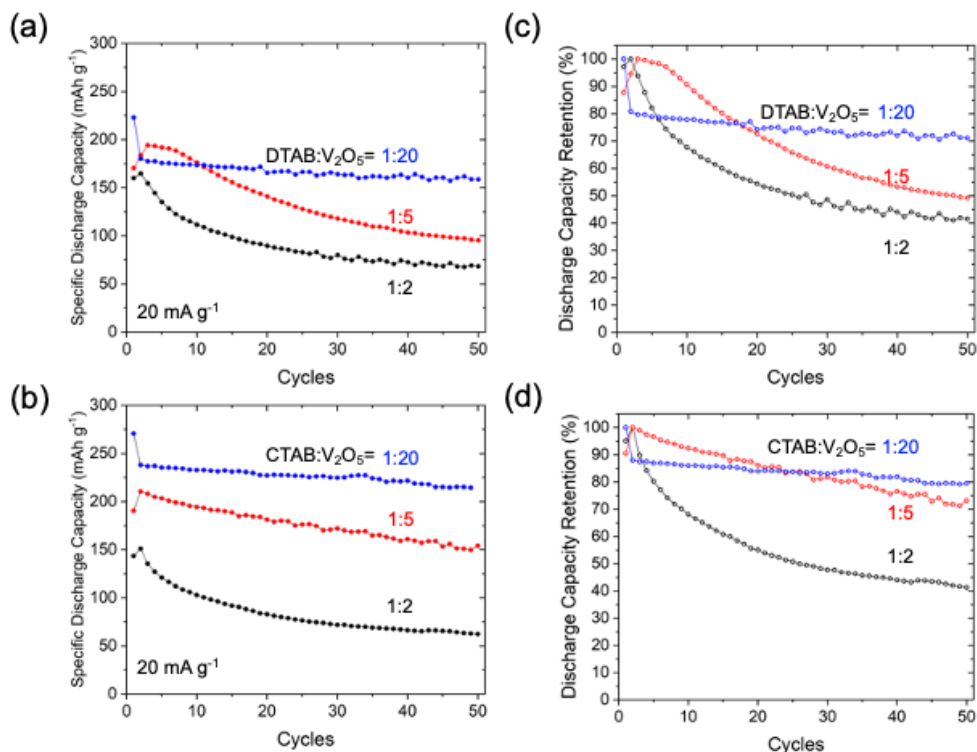 (a)
Specific Discharge Capacity (mAh g⁻¹)
300
250
200
150
100
50
0
DTAB:V₂O₅= 1:20
1:5
1:2
20 mA g⁻¹
0 10 20 30 40 50
Cycles
(c)
Discharge Capacity Retention (%)
100
90
80
70
60
50
40
30
20
10
0
DTAB:V₂O₅= 1:20
1:5
1:2
0 10 20 30 40 50
Cycles
(b)
Specific Discharge Capacity (mAh g⁻¹)
300
250
200
150
100
50
0
CTAB:V₂O₅= 1:20
1:5
1:2
20 mA g⁻¹
0 10 20 30 40 50
Cycles
(d)
Discharge Capacity Retention (%)
100
90
80
70
60
50
40
30
20
10
0
CTAB:V₂O₅= 1:20
1:5
1:2
0 10 20 30 40 50
Cycles